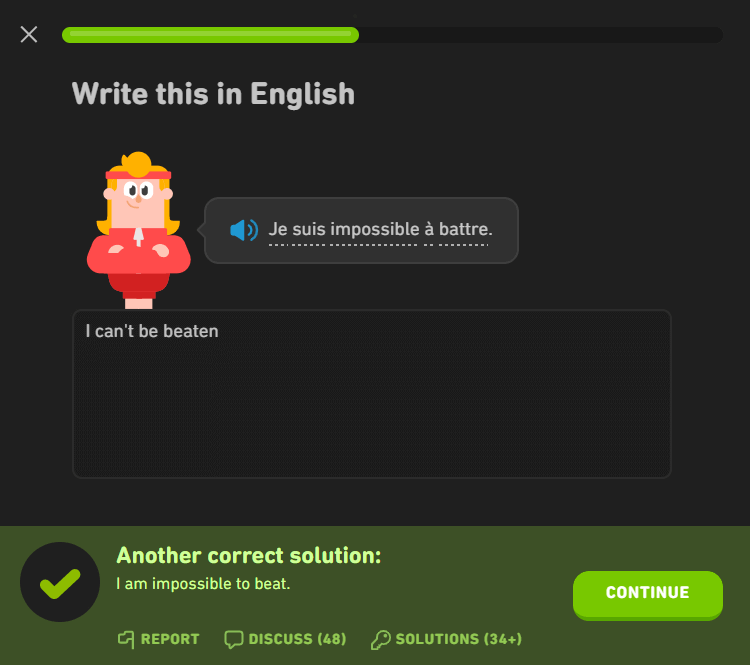 Write this in English
Je suis impossible à battre.
I can't be beaten
Another correct solution:
I am impossible to beat.
CONTINUE
REPORT DISCUSS (48) SOLUTIONS (34+)